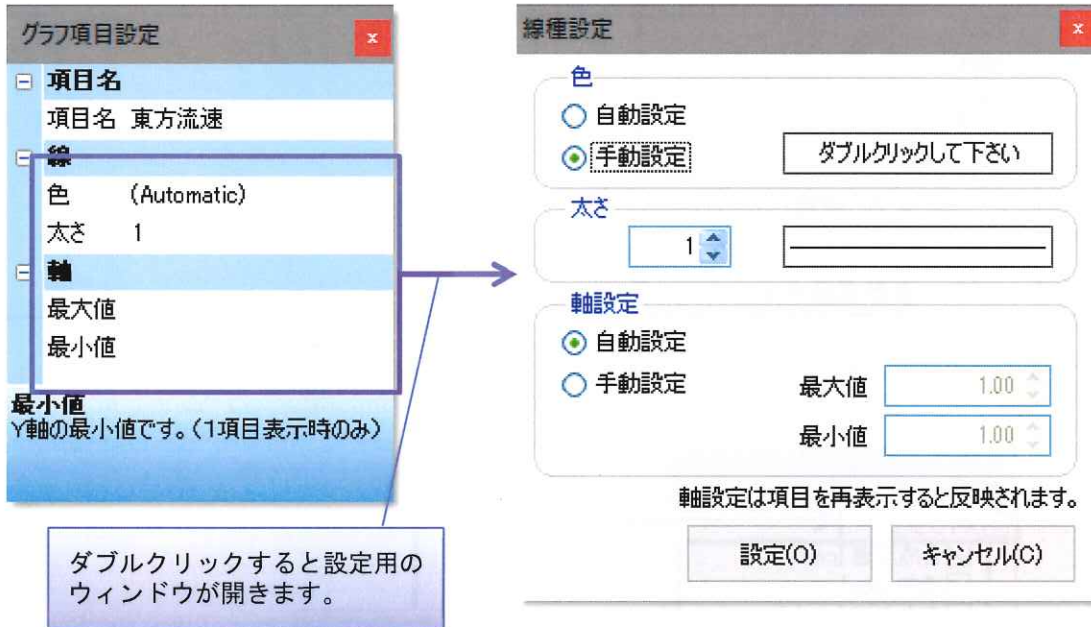 グラフ項目設定
x
項目名
項目名 東方流速
線
色 (Automatic)
太さ 1
軸
最大値
最小値
最小値
Y軸の最小値です。(1項目表示時のみ)
ダブルクリックすると設定用の
ウィンドウが開きます。
線種設定
x
色
自動設定
手動設定 ダブルクリックして下さい
太さ
1
軸設定
自動設定
手動設定 最大値 1.00
最小値 1.00
軸設定は項目を再表示すると反映されます。
設定(O) キャンセル(C)